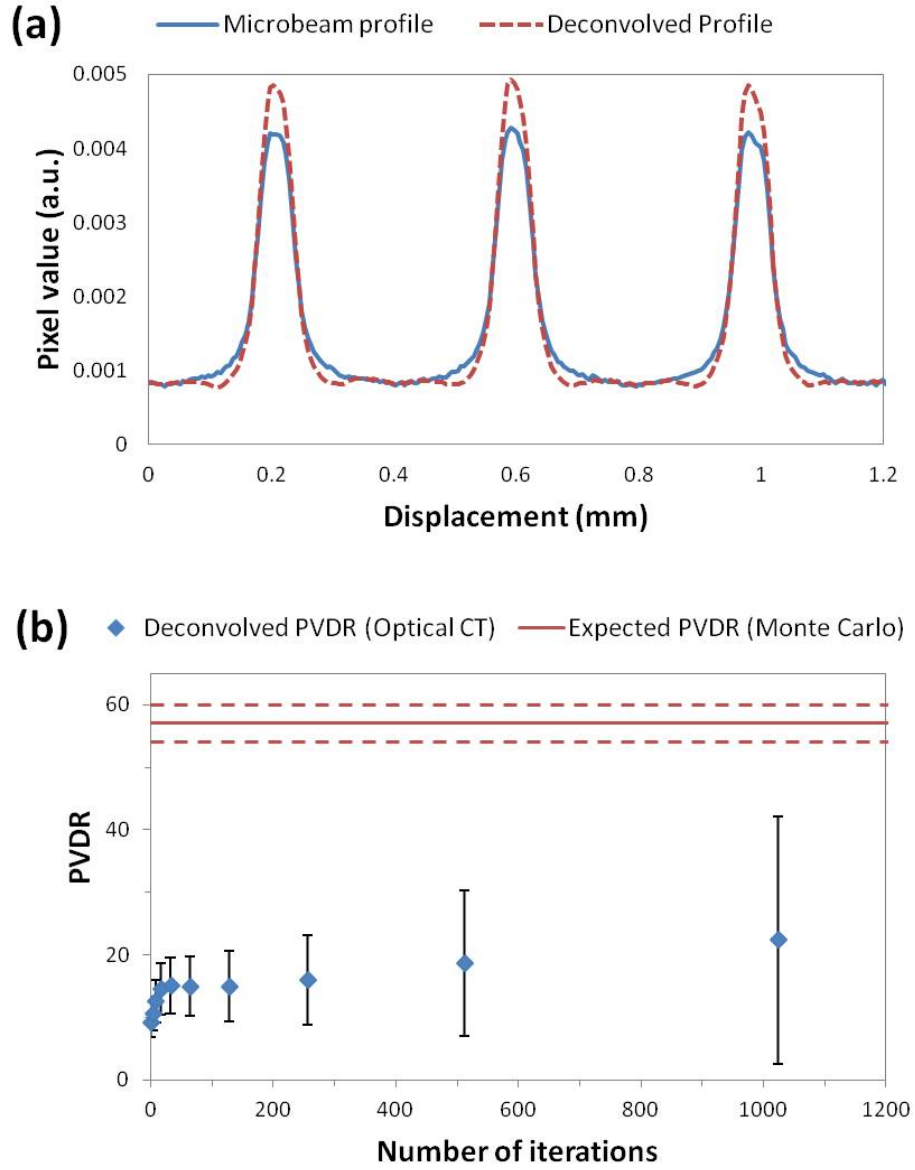 (a)
Microbeam profile
Deconvolved Profile
0.005
0.004
0.003
0.002
0.001
0
Pixel value (a.u.)
0 0.2 0.4 0.6 0.8 1 1.2
Displacement (mm)
(b)
Deconvolved PVDR (Optical CT)
Expected PVDR (Monte Carlo)
60
40
20
0
PVDR
0 200 400 600 800 1000 1200
Number of iterations